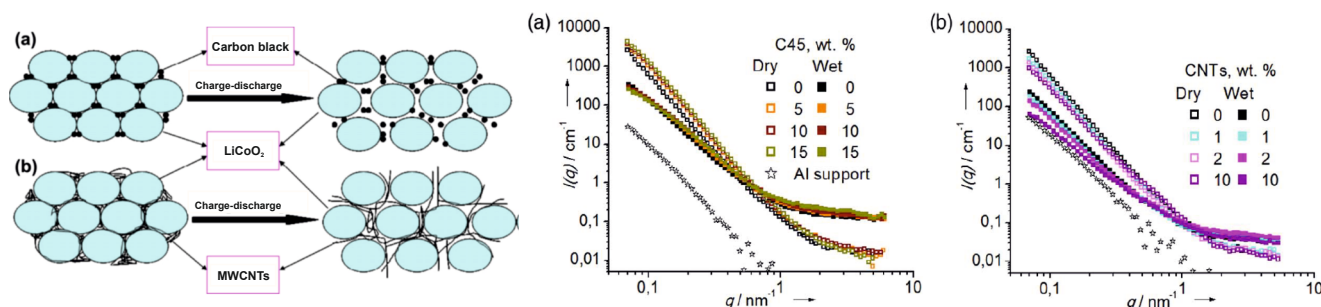 (a)
Carbon black
Charge-discharge
LiCoO₂
(b)
Charge-discharge
MWCNTs
(a)
10000
1000
100
10
1
0,1
0,01
I(q) / cm⁻¹
C45, wt. %
Dry Wet
0 0
5 5
10 10
15 15
Al support
0,1 1 10
q / nm⁻¹
(b)
10000
1000
100
10
1
0,1
0,01
I(q) / cm⁻¹
CNTs, wt. %
Dry Wet
0 0
1 1
2 2
10 10
0,1 1 10
q / nm⁻¹